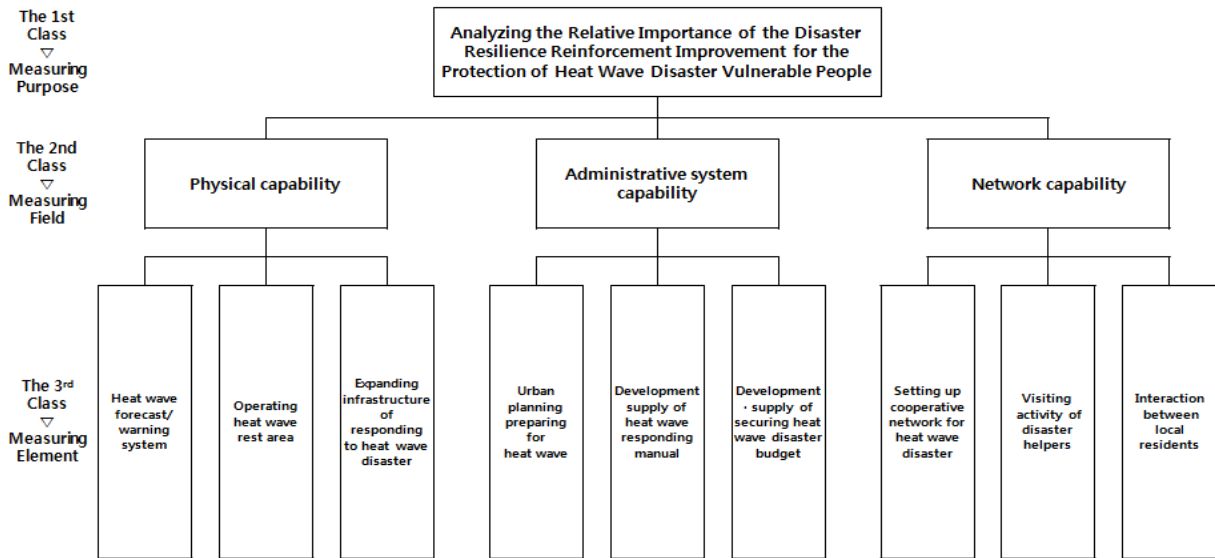 The 1st
Class
▽
Measuring
Purpose
Analyzing the Relative Importance of the Disaster
Resilience Reinforcement Improvement for the
Protection of Heat Wave Disaster Vulnerable People
The 2nd
Class
▽
Measuring
Field
Physical capability
Administrative system
capability
Network capability
The 3rd
Class
▽
Measuring
Element
Heat wave
forecast/
warning
system
Operating
heat wave
rest area
Expanding
infrastructure
of
responding
to heat wave
disaster
Urban
planning
preparing
for
heat wave
Development
supply of
heat wave
responding
manual
Development
· supply of
securing heat
wave disaster
budget
Setting up
cooperative
network for
heat wave
disaster
Visiting
activity of
disaster
helpers
Interaction
between
local
residents